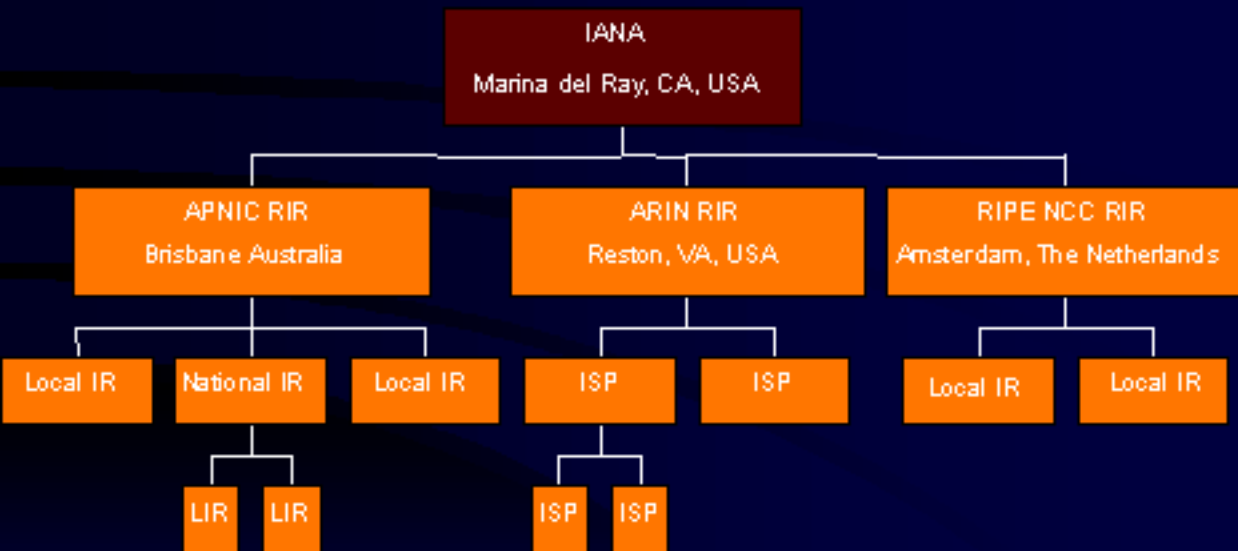 IANA
Marina del Ray, CA, USA
APNIC RIR
Brisbane Australia
ARIN RIR
Reston, VA, USA
RIPE NCC RIR
Amsterdam, The Netherlands
Local IR
National IR
Local IR
ISP
ISP
Local IR
Local IR
LIR
LIR
ISP
ISP